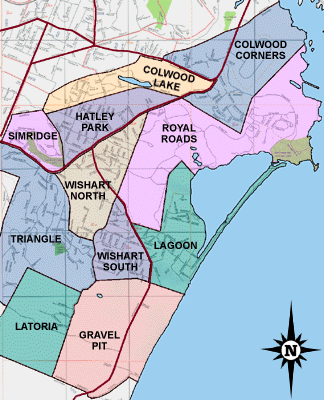 COLWOOD
CORNERS
COLWOOD
LAKE
HATLEY
PARK
SIMRIDGE
ROYAL
ROADS
WISHART
NORTH
TRIANGLE
LAGOON
WISHART
SOUTH
LATORIA
GRAVEL
PIT
N